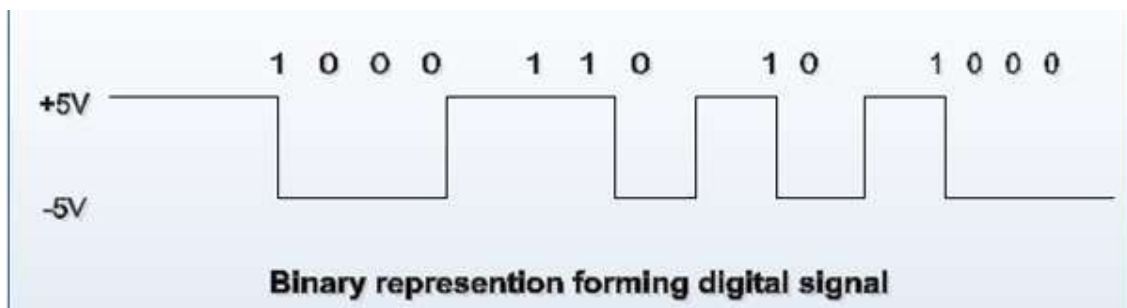 1 0 0 0 1 1 0 1 0 1 0 0 0
+5V
-5V
Binary represention forming digital signal